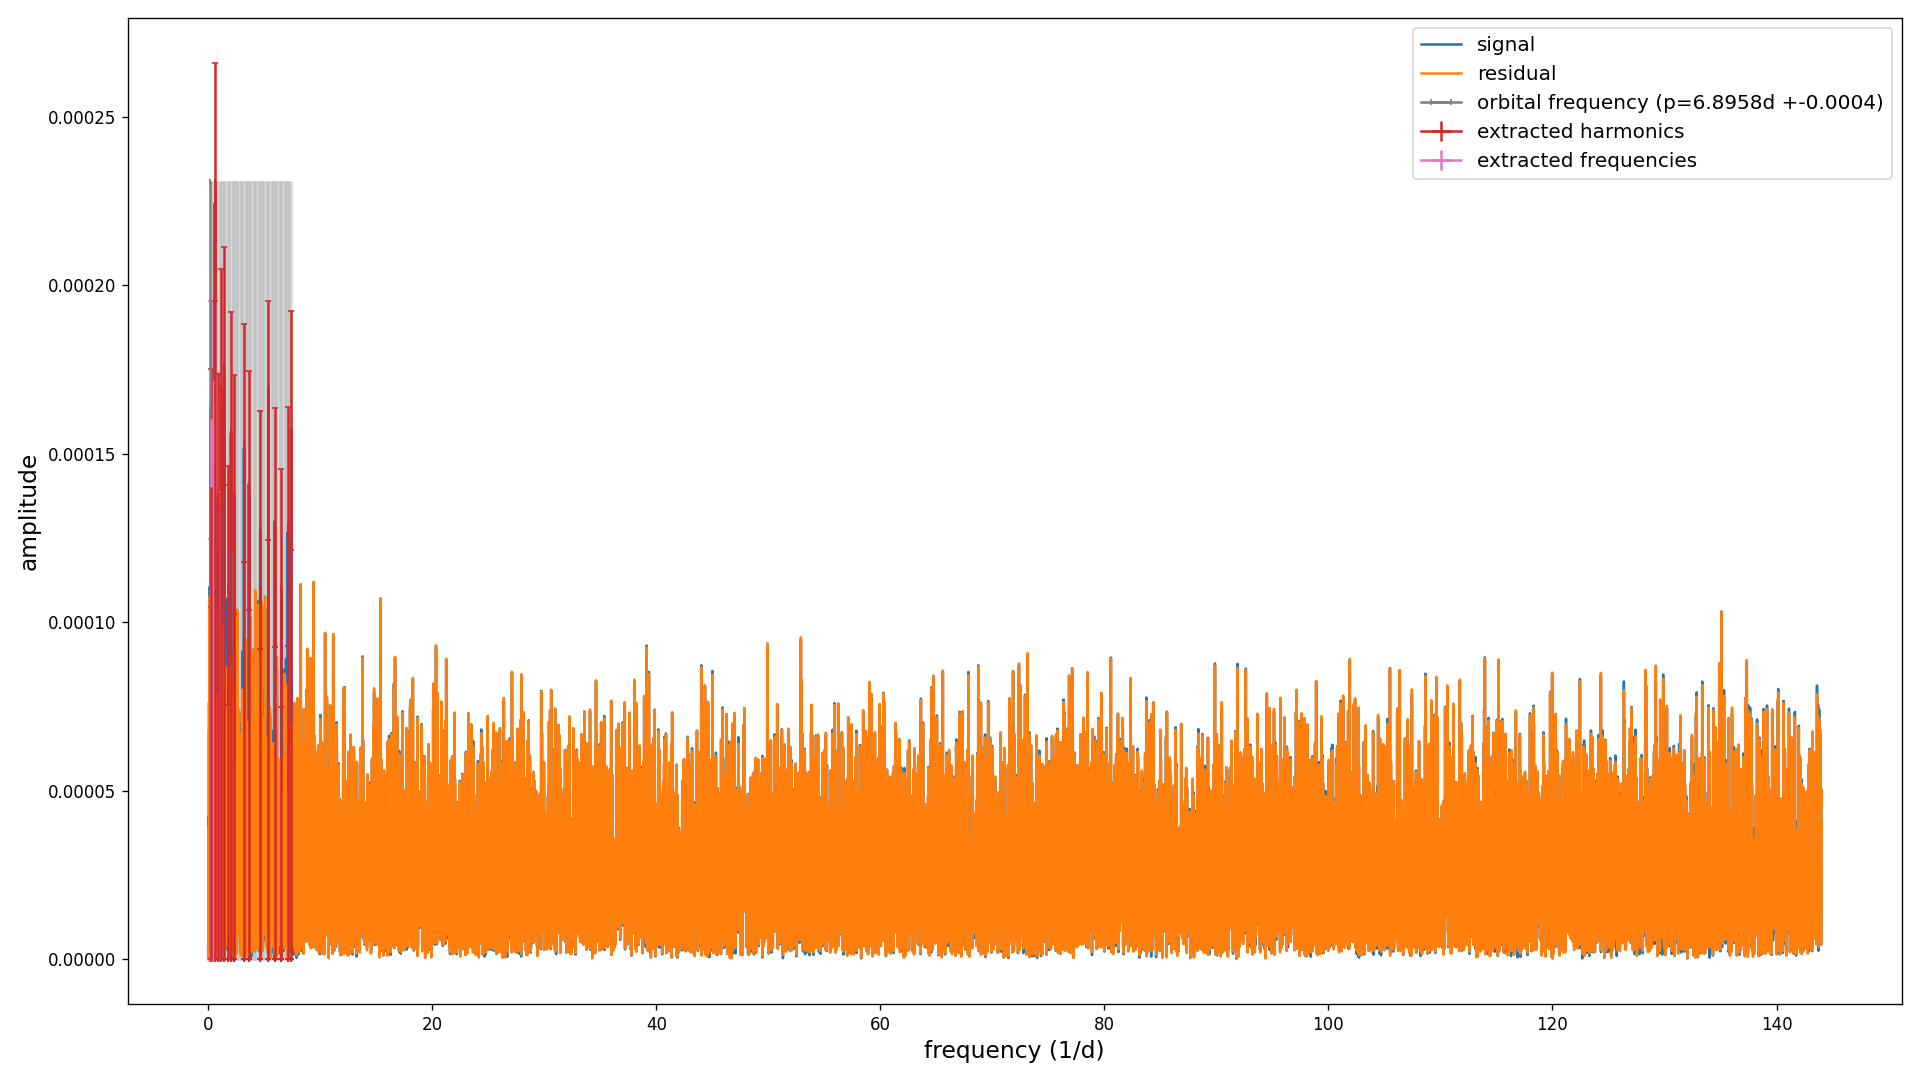 signal
residual
orbital frequency (p=6.8958d +-0.0004)
extracted harmonics
extracted frequencies
0.00025
0.00020
0.00015
0.00010
0.00005
0.00000
amplitude
0 20 40 60 80 100 120 140
frequency (1/d)